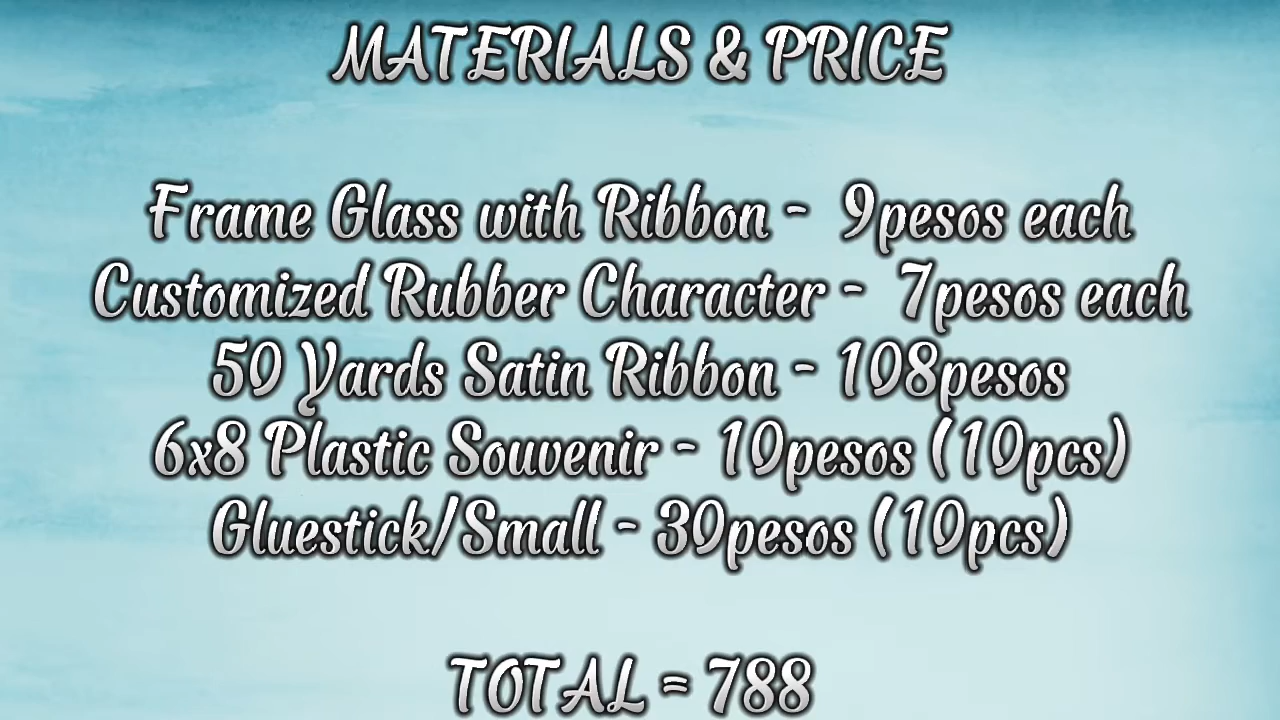 MATERIALS & PRICE
Frame Glass with Ribbon - 9pesos each
Customized Rubber Character - 7pesos each
50 Yards Satin Ribbon - 108pesos
6x8 Plastic Souvenir - 10pesos (10pcs)
Gluestick/Small - 30pesos (10pcs)
TOTAL = 788